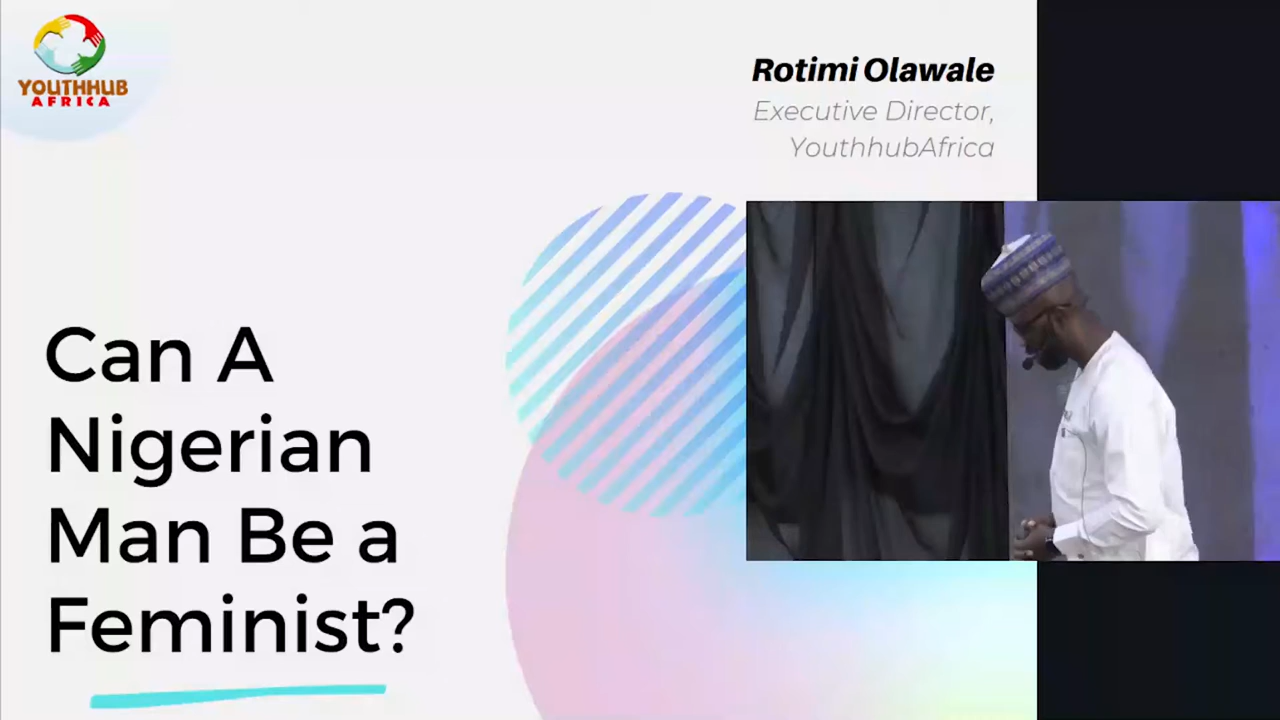 YOUTHHUB
AFRICA
Rotimi Olawale
Executive Director,
YouthhubAfrica
Can A
Nigerian
Man Be a
Feminist?